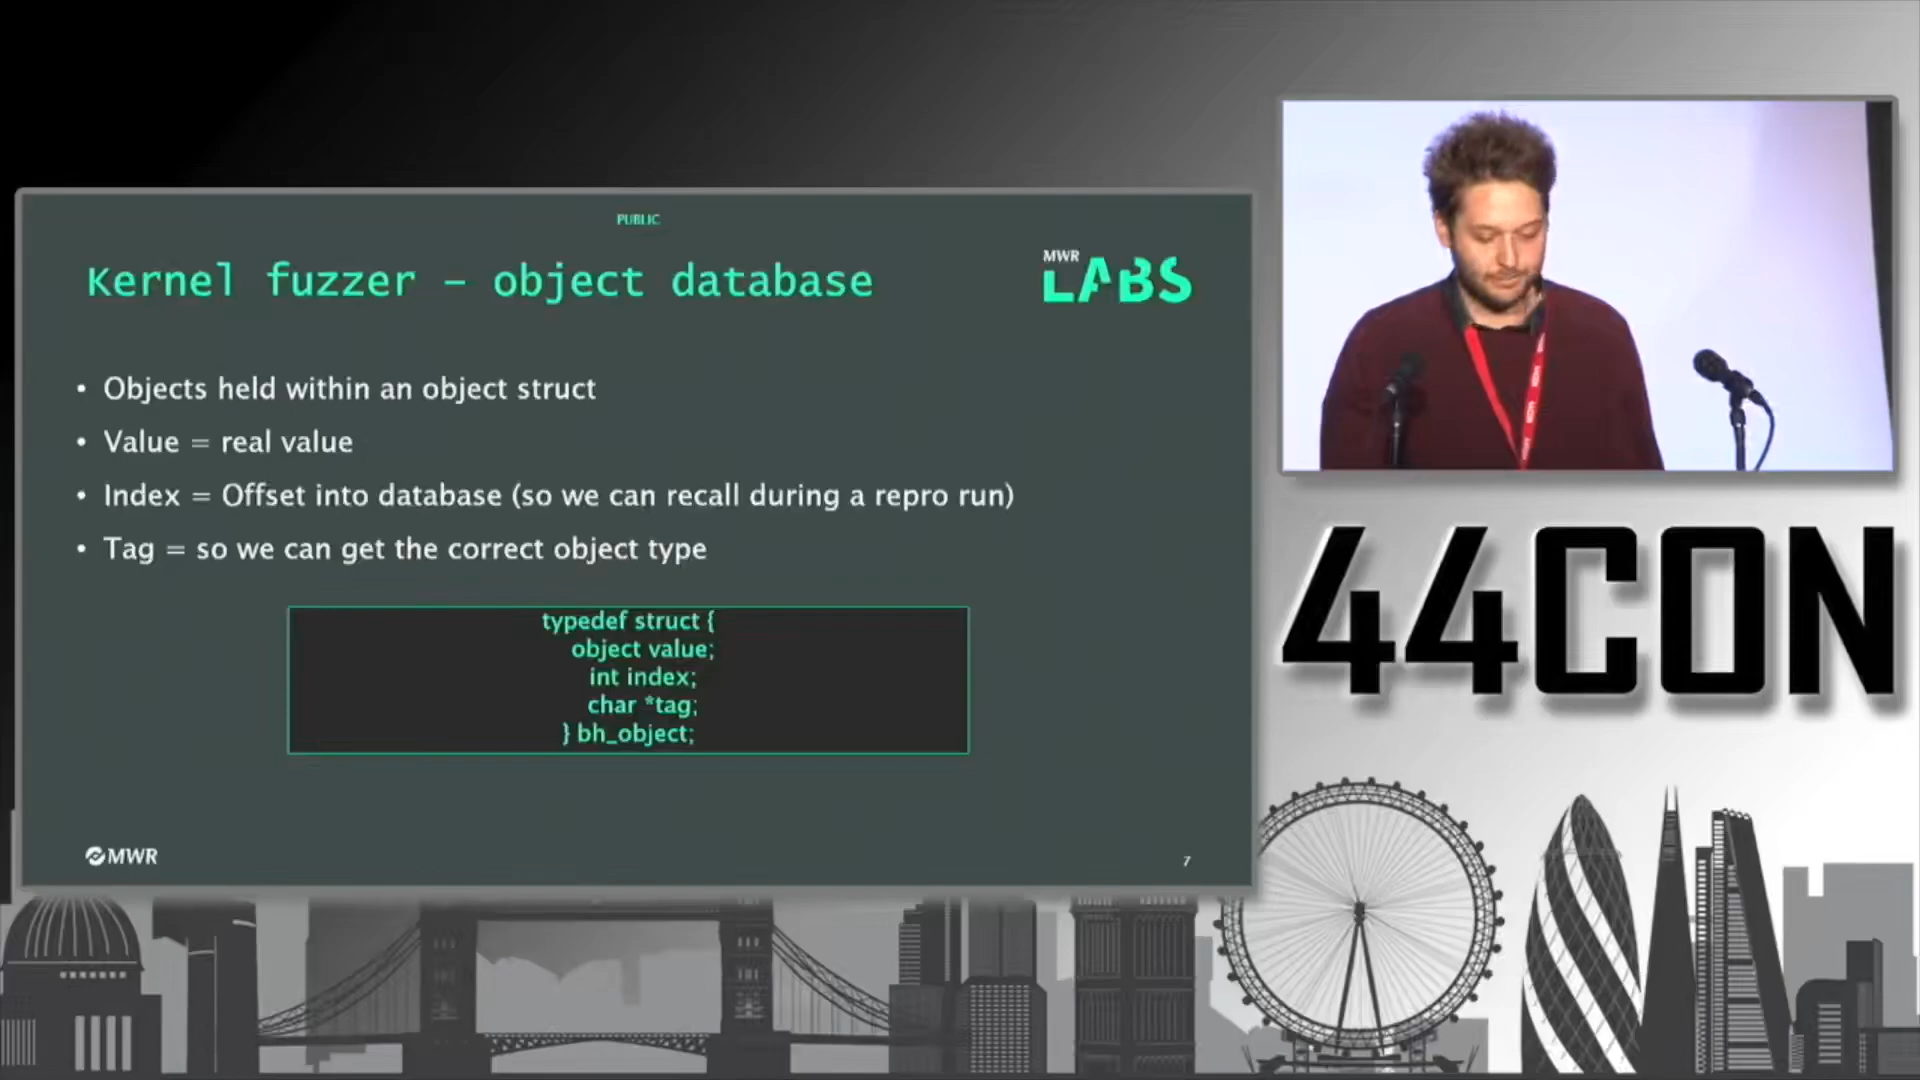 PUBLIC
Kernel fuzzer – object database
MWR
LABS
• Objects held within an object struct
• Value = real value
• Index = Offset into database (so we can recall during a repro run)
• Tag = so we can get the correct object type
typedef struct {
object value;
int index;
char *tag;
} bh_object;
MWR
7
44CON